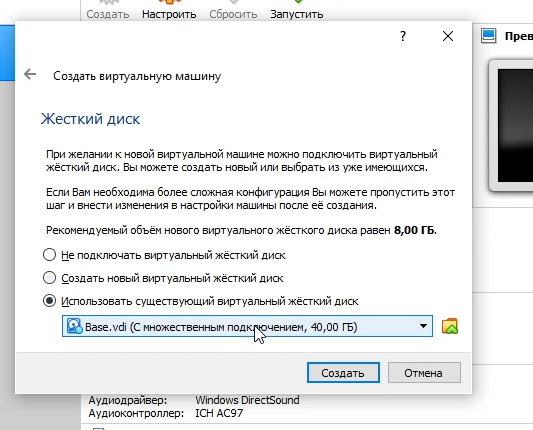 Создать Настроить Сбросить Запустить
?
Прев
Создать виртуальную машину
Жесткий диск
При желании к новой виртуальной машине можно подключить виртуальный
жёсткий диск. Вы можете создать новый или выбрать из уже имеющихся.
Если Вам необходима более сложная конфигурация Вы можете пропустить этот
шаг и внести изменения в настройки машины после её создания.
Рекомендуемый объём нового виртуального жёсткого диска равен 8,00 ГБ.
Не подключать виртуальный жёсткий диск
Создать новый виртуальный жёсткий диск
Использовать существующий виртуальный жёсткий диск
Base.vdi (С множественным подключением, 40,00 ГБ)
Создать Отмена
Аудиодрайвер: Windows DirectSound
Аудиоконтроллер: ICH AC97